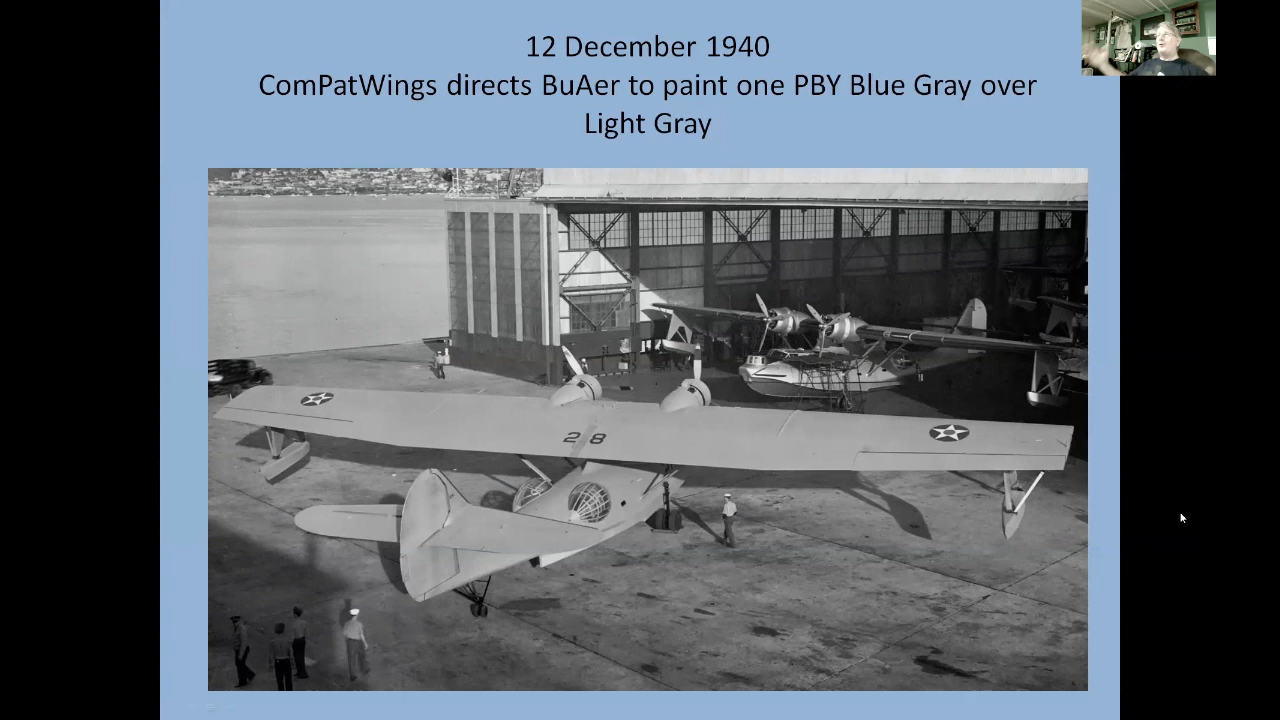 12 December 1940
ComPatWings directs BuAer to paint one PBY Blue Gray over
Light Gray
2 8